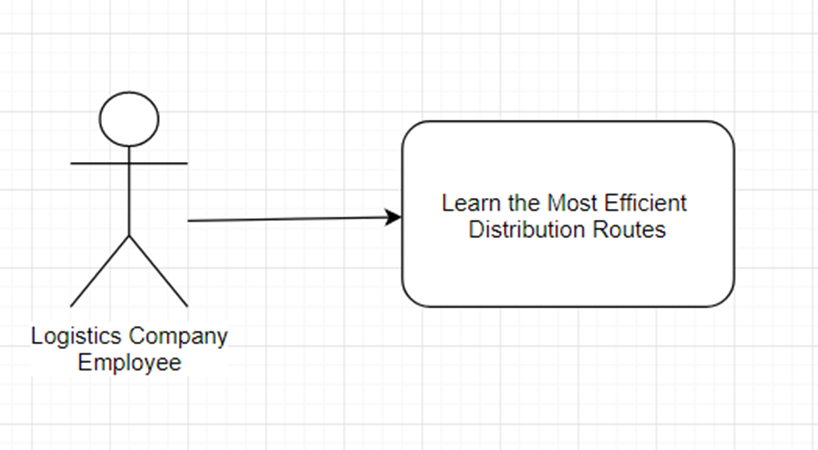 Learn the Most Efficient
Distribution Routes
Logistics Company
Employee